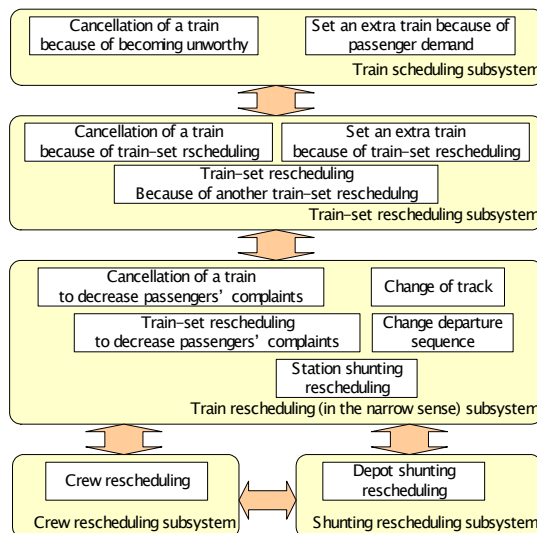 Cancellation of a train
because of becoming unworthy
Set an extra train because of
passenger demand
Train scheduling subsystem
Cancellation of a train
because of train-set rscheduling
Set an extra train
because of train-set rescheduling
Train-set rescheduling
Because of another train-set reschedulng
Train-set rescheduling subsystem
Cancellation of a train
to decrease passengers' complaints
Change of track
Train-set rescheduling
to decrease passengers' complaints
Change departure
sequence
Station shunting
rescheduling
Train rescheduling (in the narrow sense) subsystem
Crew rescheduling
Crew rescheduling subsystem
Depot shunting
rescheduling
Shunting rescheduling subsystem